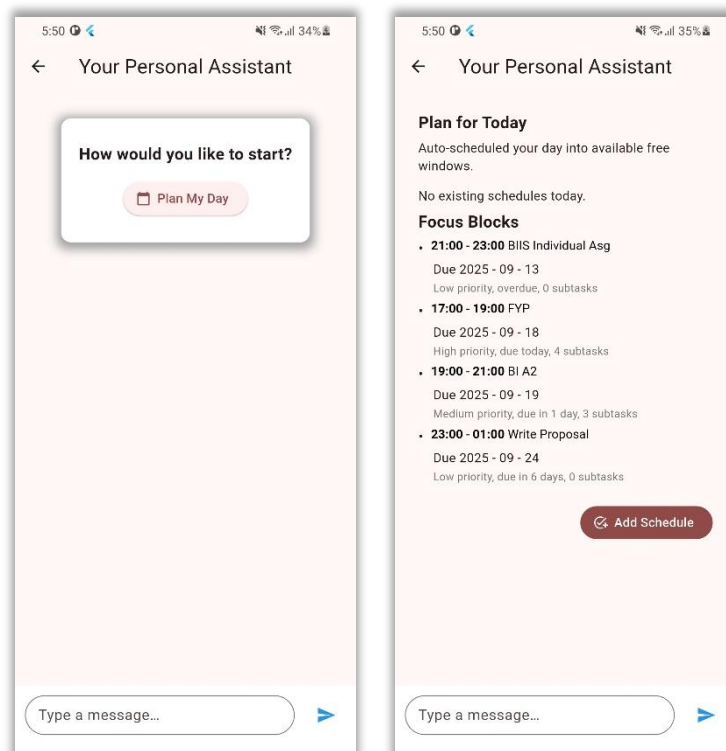 5:50
34%
Your Personal Assistant
How would you like to start?
Plan My Day
Type a message...
5:50
35%
Your Personal Assistant
Plan for Today
Auto-scheduled your day into available free
windows.
No existing schedules today.
Focus Blocks
• 21:00 - 23:00 BIIS Individual Asg
Due 2025 - 09 - 13
Low priority, overdue, 0 subtasks
• 17:00 - 19:00 FYP
Due 2025 - 09 - 18
High priority, due today, 4 subtasks
• 19:00 - 21:00 BI A2
Due 2025 - 09 - 19
Medium priority, due in 1 day, 3 subtasks
• 23:00 - 01:00 Write Proposal
Due 2025 - 09 - 24
Low priority, due in 6 days, 0 subtasks
Add Schedule
Type a message...